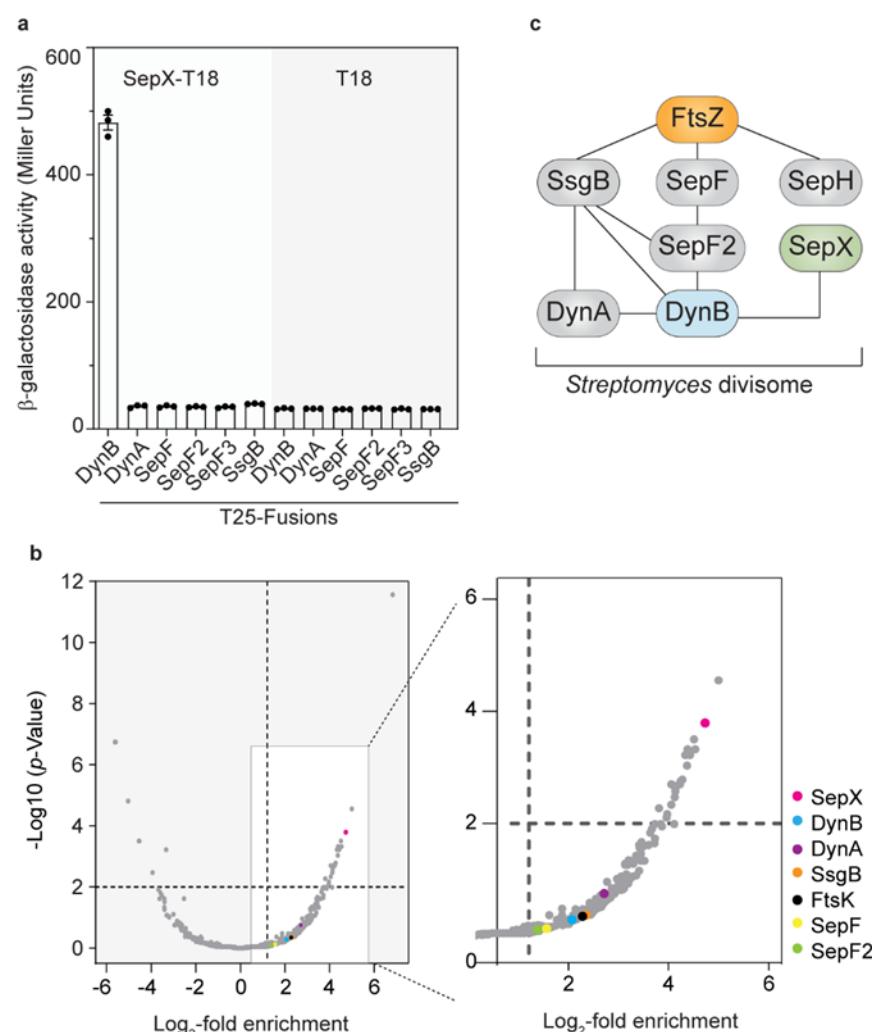 a
600
400
200
0
β-galactosidase activity (Miller Units)
SepX-T18
T18
DynB
DynA
SepF
SepF2
SepF3
SsgB
DynB
DynA
SepF
SepF2
SepF3
SsgB
T25-Fusions
c
FtsZ
SsgB
SepF
SepH
SepF2
SepX
DynA
DynB
Streptomyces divisome
b
12
10
8
6
4
2
0
-Log10 (p-Value)
-6
-4
-2
0
2
4
6
Log2-fold enrichment
6
4
2
0
2
4
6
Log2-fold enrichment
SepX
DynB
DynA
SsgB
FtsK
SepF
SepF2